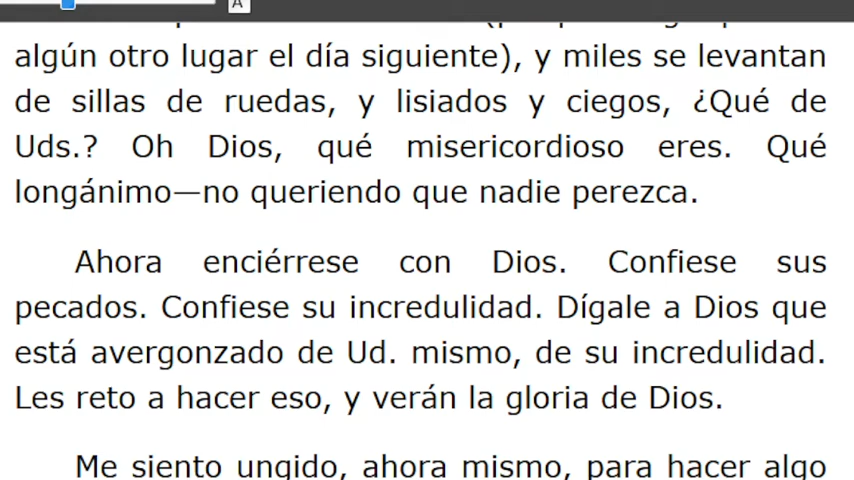 A
algún otro lugar el día siguiente), y miles se levantan
de sillas de ruedas, y lisiados y ciegos, ¿Qué de
Uds.? Oh Dios, qué misericordioso eres. Qué
longánimo—no queriendo que nadie perezca.
Ahora enciérrese con Dios. Confiese sus
pecados. Confiese su incredulidad. Dígale a Dios que
está avergonzado de Ud. mismo, de su incredulidad.
Les reto a hacer eso, y verán la gloria de Dios.
Me siento ungido, ahora mismo, para hacer algo